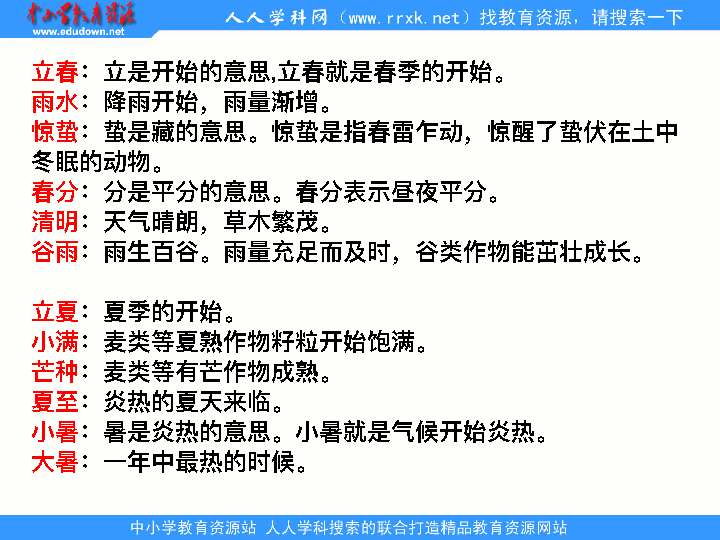 中小学教育资源
www.edudown.net
人人学科网（www.rrxk.net）找教育资源，请搜索一下
立春：立是开始的意思,立春就是春季的开始。
雨水：降雨开始，雨量渐增。
惊蛰：蛰是藏的意思。惊蛰是指春雷乍动，惊醒了蛰伏在土中
冬眠的动物。
春分：分是平分的意思。春分表示昼夜平分。
清明：天气晴朗，草木繁茂。
谷雨：雨生百谷。雨量充足而及时，谷类作物能茁壮成长。
立夏：夏季的开始。
小满：麦类等夏熟作物籽粒开始饱满。
芒种：麦类等有芒作物成熟。
夏至：炎热的夏天来临。
小暑：暑是炎热的意思。小暑就是气候开始炎热。
大暑：一年中最热的时候。
中小学教育资源站 人人学科搜索的联合打造精品教育资源网站